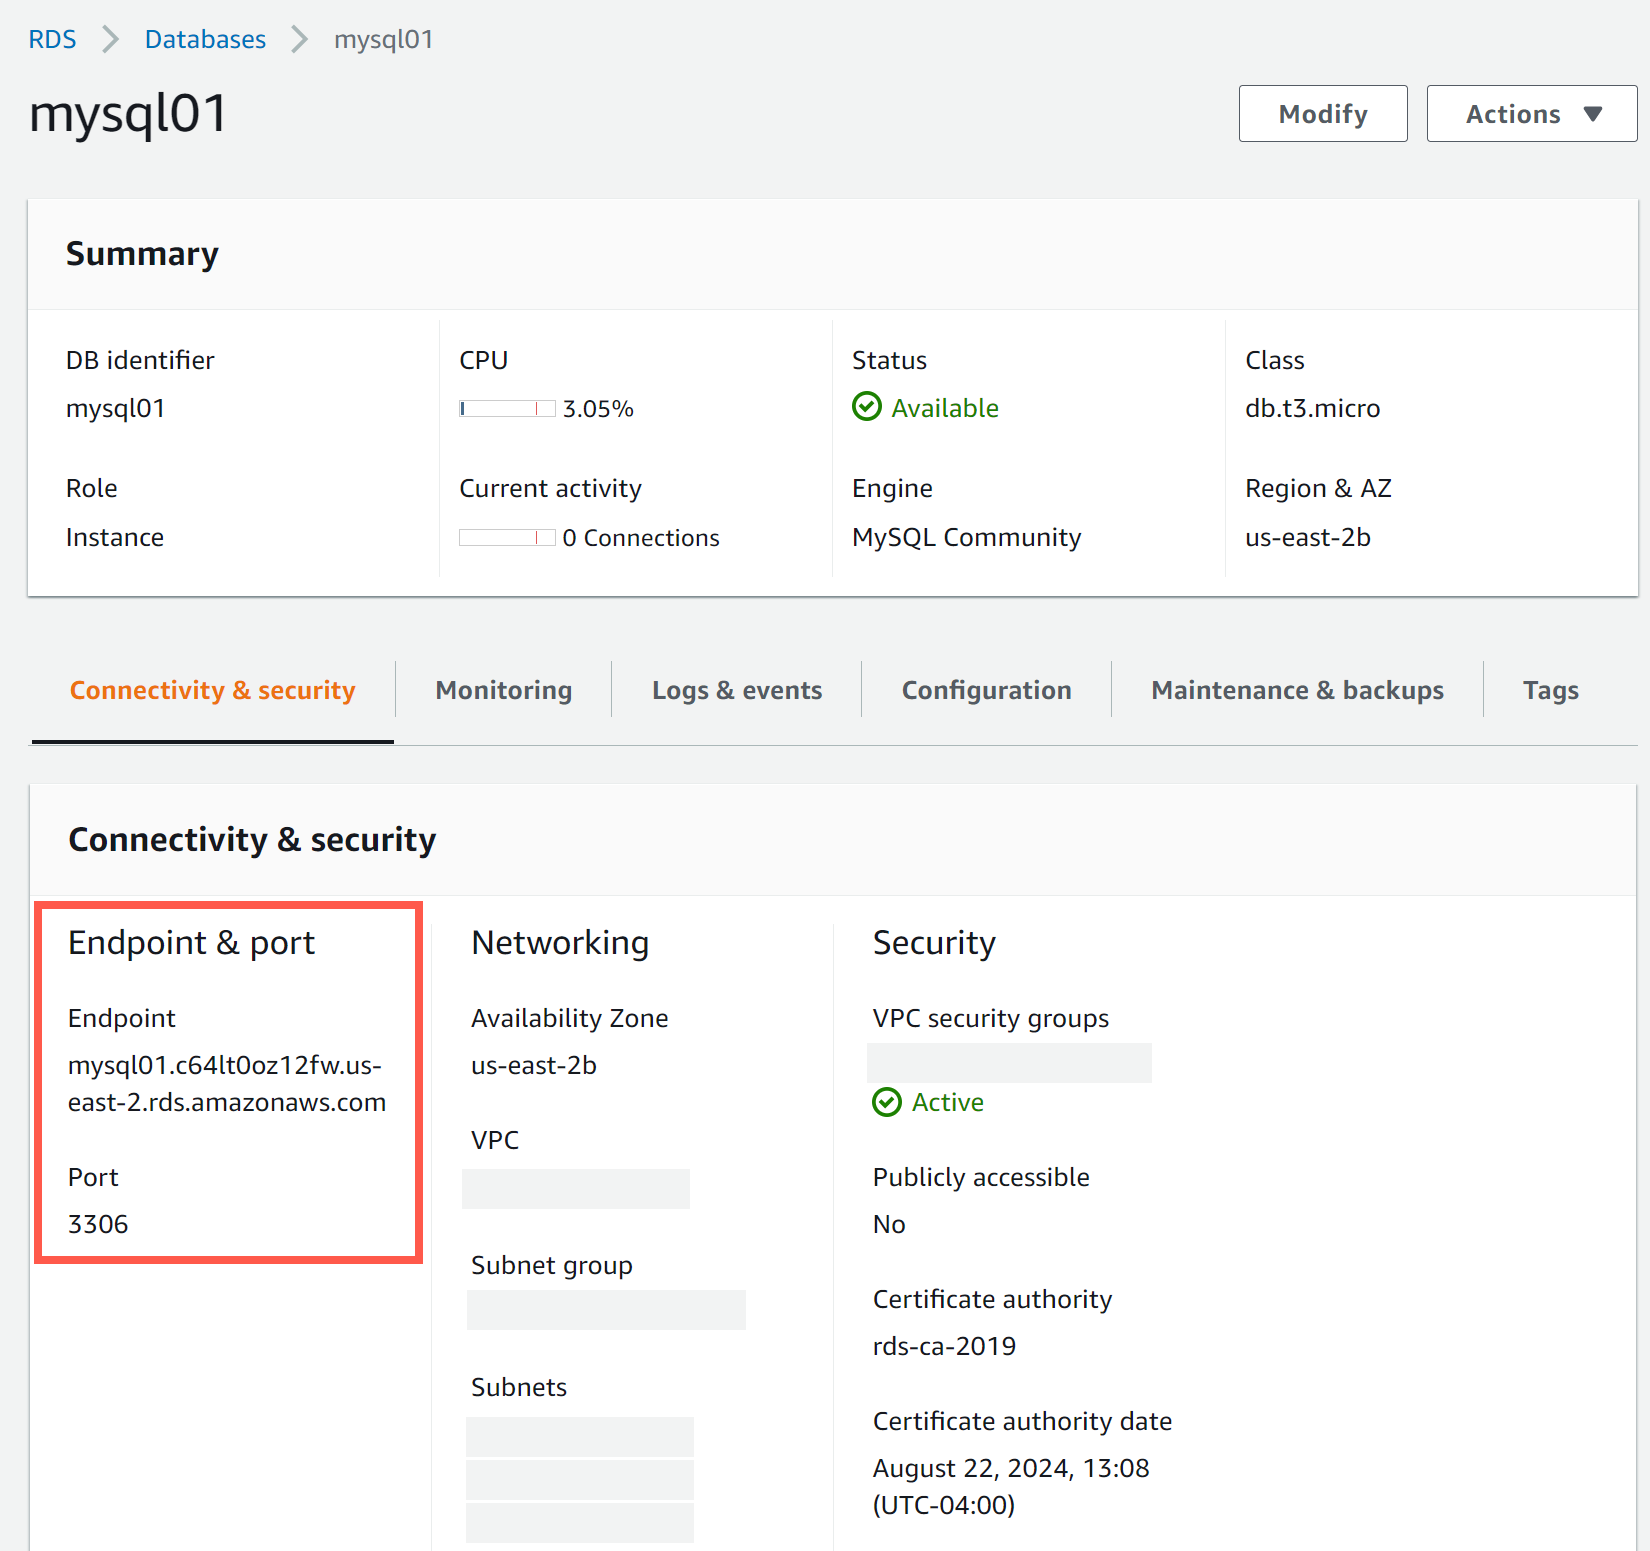 RDS > Databases > mysql01
mysql01
Modify
Actions
Summary
DB identifier
mysql01
CPU
3.05%
Status
Available
Class
db.t3.micro
Role
Instance
Current activity
0 Connections
Engine
MySQL Community
Region & AZ
us-east-2b
Connectivity & security
Monitoring
Logs & events
Configuration
Maintenance & backups
Tags
Connectivity & security
Endpoint & port
Endpoint
mysql01.c64lt0oz12fw.us-
east-2.rds.amazonaws.com
Port
3306
Networking
Availability Zone
us-east-2b
VPC
Subnet group
Subnets
Security
VPC security groups
Active
Publicly accessible
No
Certificate authority
rds-ca-2019
Certificate authority date
August 22, 2024, 13:08
(UTC-04:00)